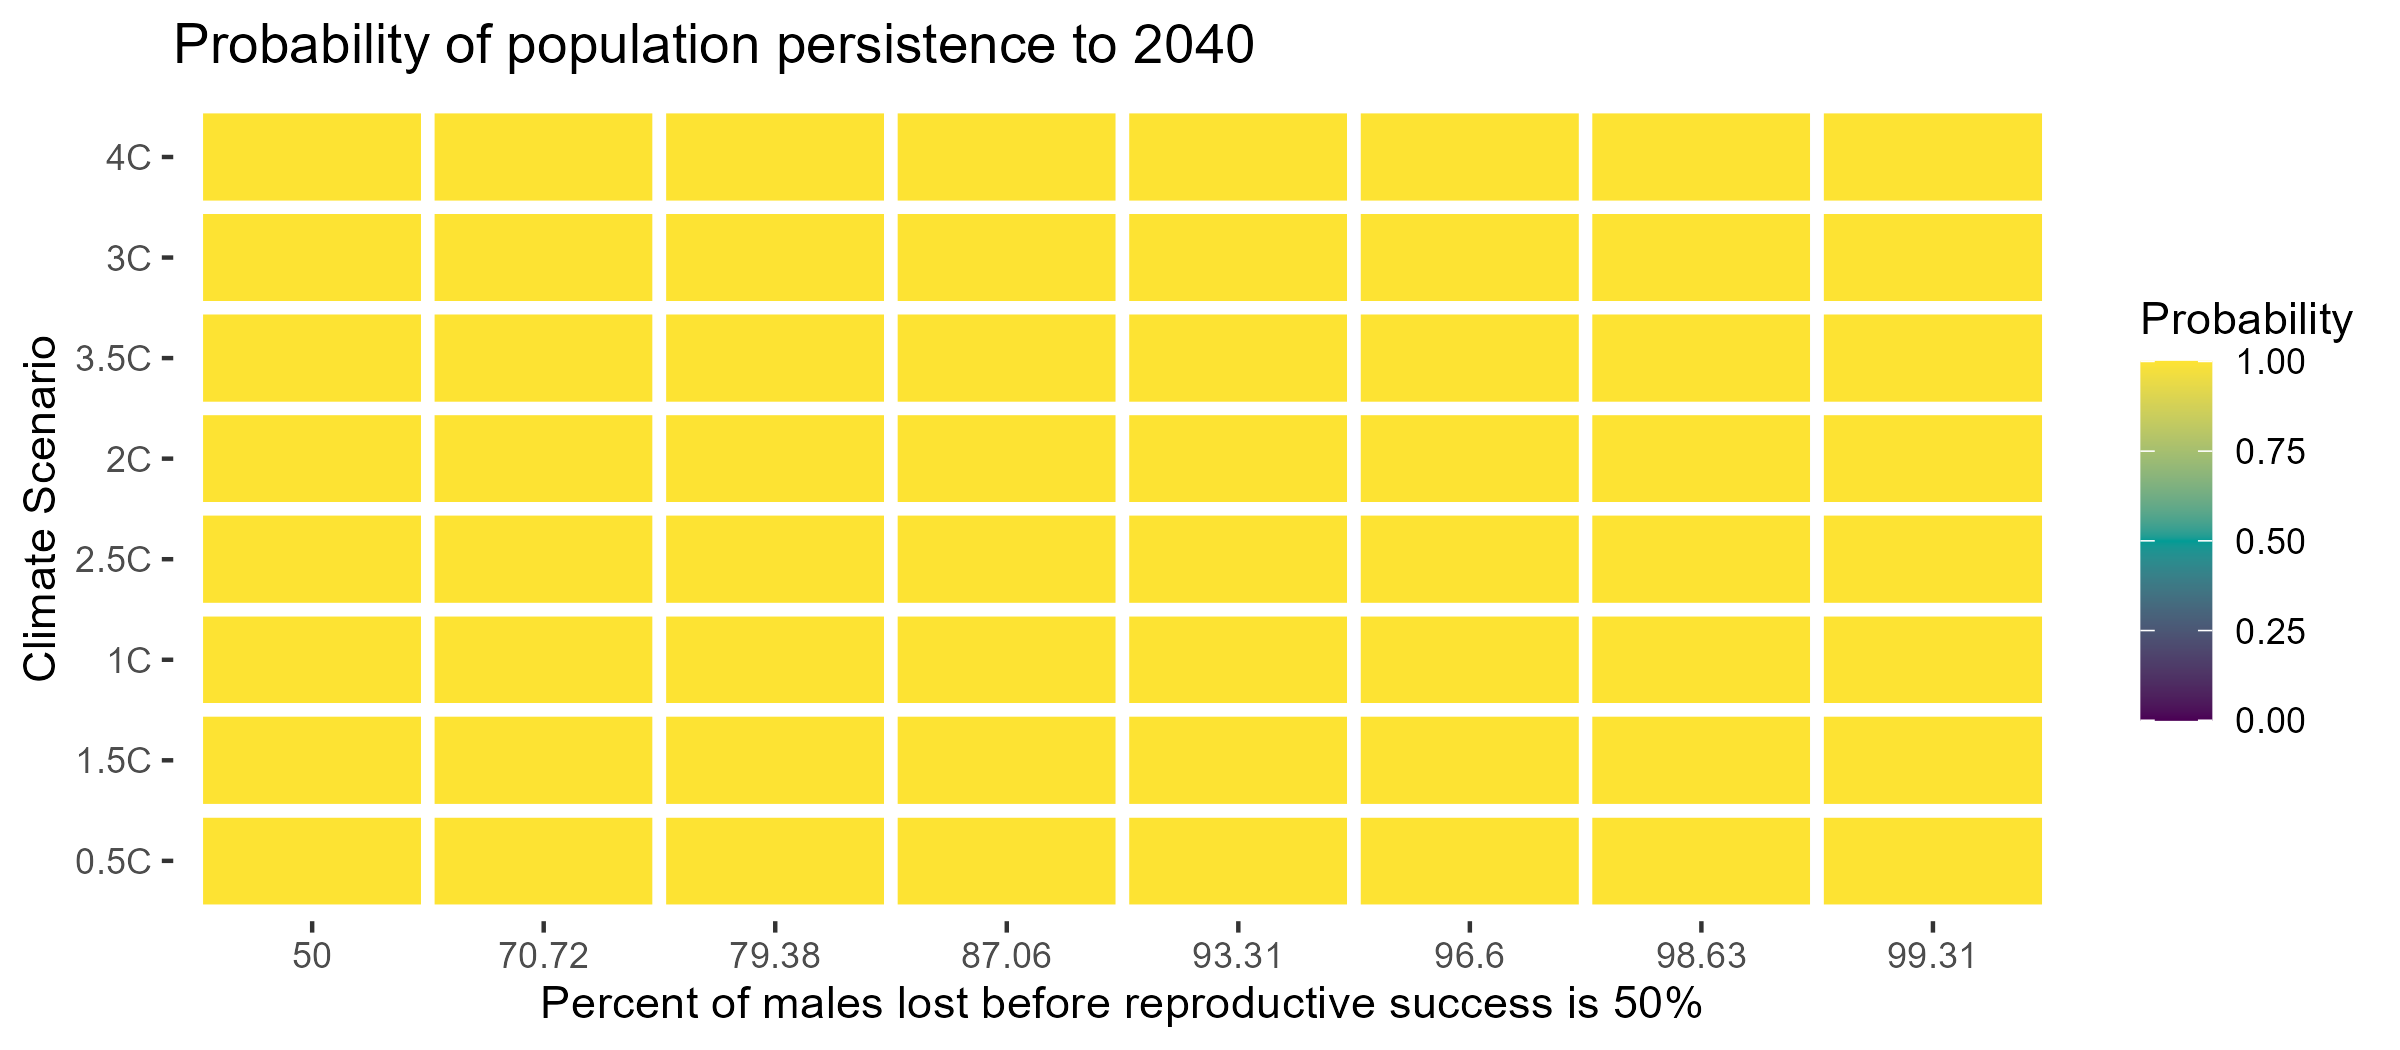 Probability of population persistence to 2040
Climate Scenario
4C
3C
3.5C
2C
2.5C
1C
1.5C
0.5C
50 70.72 79.38 87.06 93.31 96.6 98.63 99.31
Percent of males lost before reproductive success is 50%
Probability
1.00
0.75
0.50
0.25
0.00